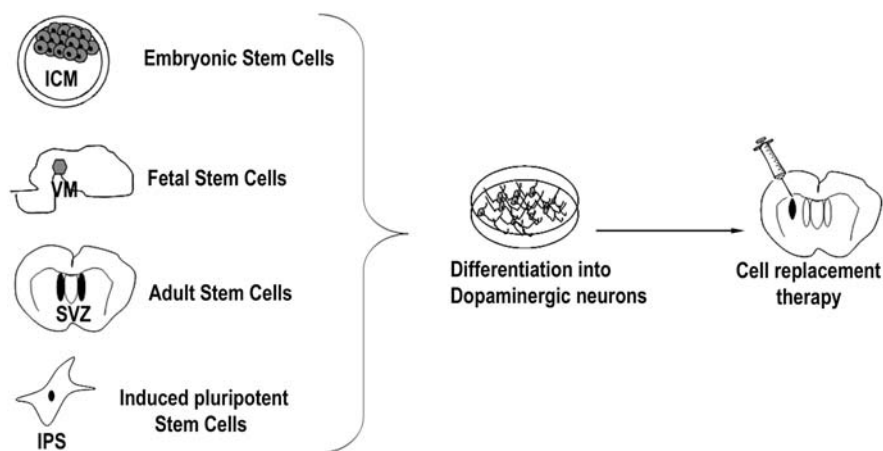 ICM
Embryonic Stem Cells
VM
Fetal Stem Cells
SVZ
Adult Stem Cells
IPS
Induced pluripotent
Stem Cells
Differentiation into
Dopaminergic neurons
Cell replacement
therapy